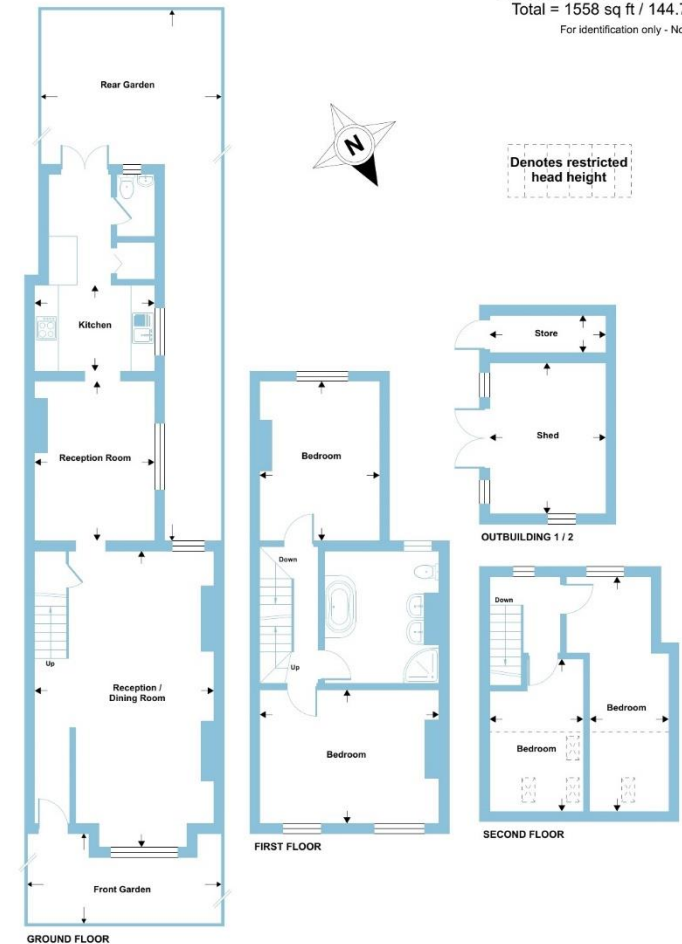 Total = 1558 sq ft / 144.7
For identification only - No
Rear Garden
N
Denotes restricted
head height
Kitchen
Store
Reception Room
Bedroom
Shed
OUTBUILDING 1 / 2
Down
Down
Up
Up
Reception /
Dining Room
Bedroom
Bedroom
Bedroom
SECOND FLOOR
FIRST FLOOR
Front Garden
GROUND FLOOR